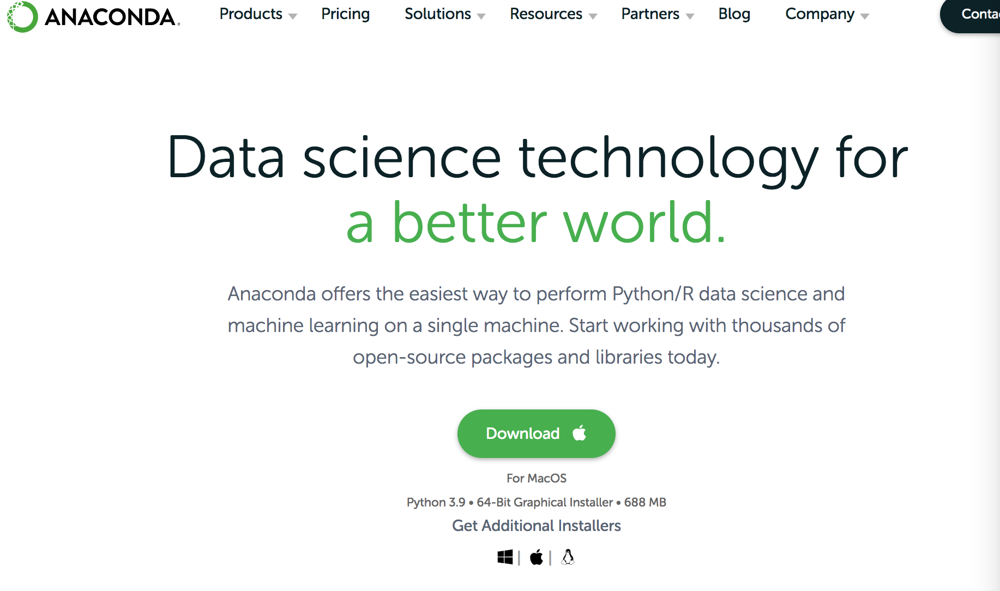 ANACONDA
Products Pricing Solutions Resources Partners Blog Company
Data science technology for
a better world.
Anaconda offers the easiest way to perform Python/R data science and
machine learning on a single machine. Start working with thousands of
open-source packages and libraries today.
Download
For MacOS
Python 3.9 • 64-Bit Graphical Installer • 688 MB
Get Additional Installers